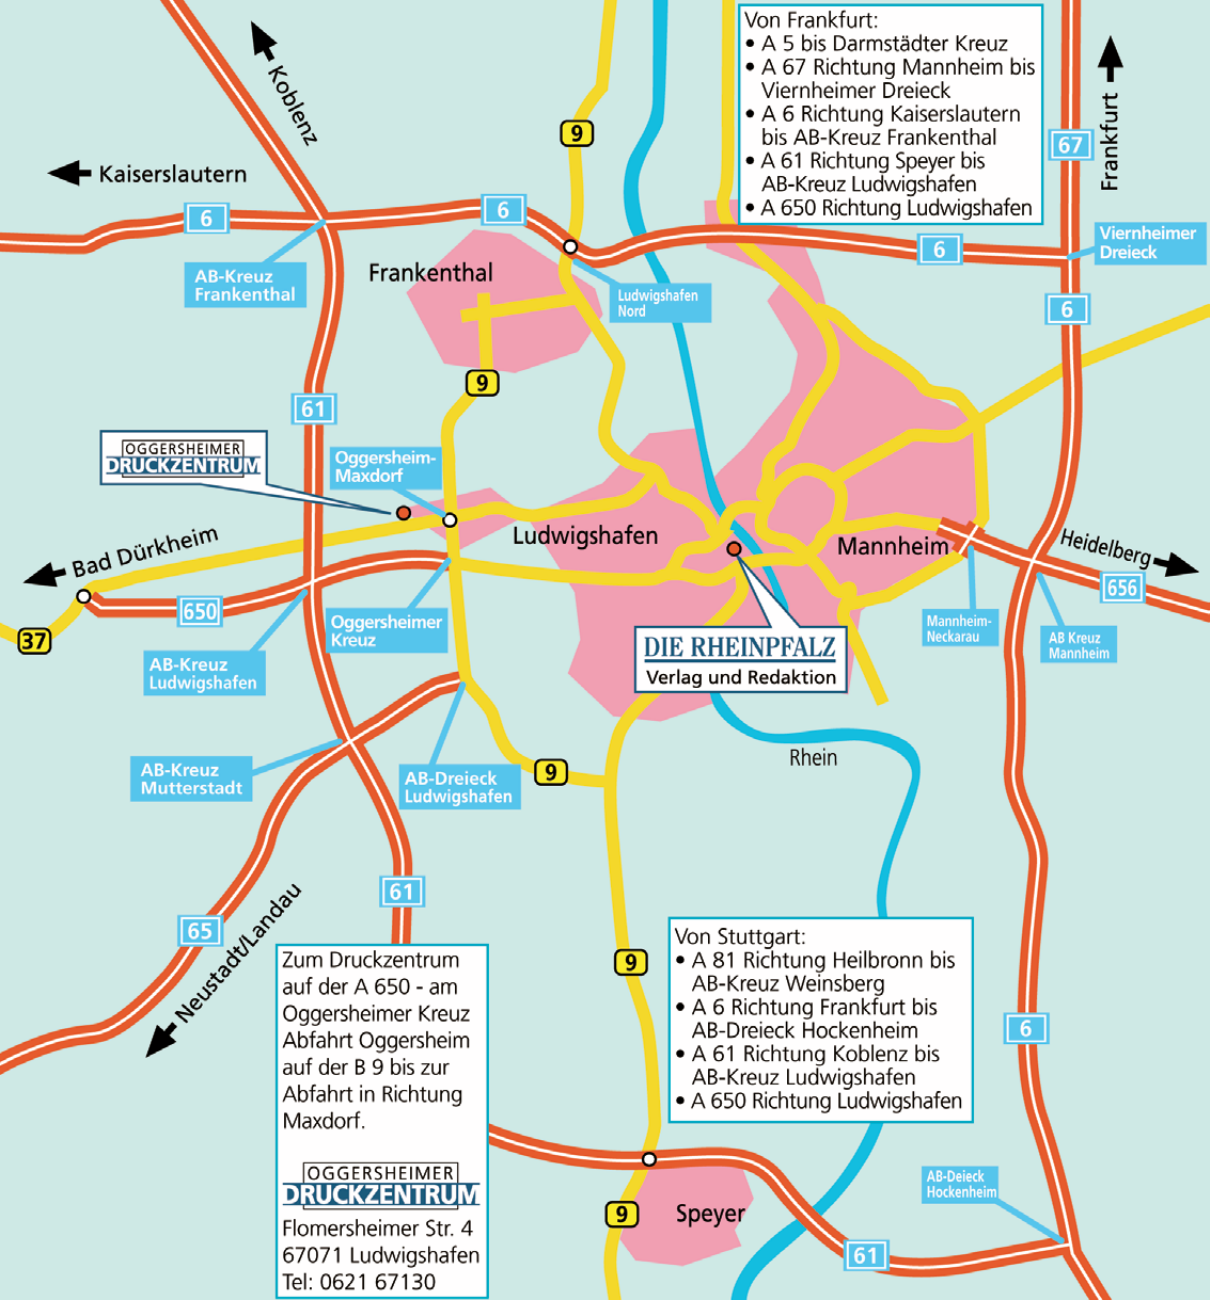 Von Frankfurt:
• A 5 bis Darmstädter Kreuz
• A 67 Richtung Mannheim bis
Viernheimer Dreieck
• A 6 Richtung Kaiserslautern
bis AB-Kreuz Frankenthal
• A 61 Richtung Speyer bis
AB-Kreuz Ludwigshafen
• A 650 Richtung Ludwigshafen
Koblenz
Frankfurt
9
67
Kaiserslautern
6
6
6
Viernheimer
Dreieck
AB-Kreuz
Frankenthal
Frankenthal
Ludwigshafen
Nord
6
9
61
OGGERSHEIMER
DRUCKZENTRUM
Oggersheim-
Maxdorf
Ludwigshafen
Mannheim
Heidelberg
Bad Dürkheim
656
650
37
Oggersheimer
Kreuz
Mannheim-
Neckarau
AB Kreuz
Mannheim
AB-Kreuz
Ludwigshafen
DIE RHEINPFALZ
Verlag und Redaktion
Rhein
AB-Kreuz
Mutterstadt
AB-Dreieck
Ludwigshafen
9
61
65
Neustadt/Landau
9
6
Von Stuttgart:
• A 81 Richtung Heilbronn bis
AB-Kreuz Weinsberg
• A 6 Richtung Frankfurt bis
AB-Dreieck Hockenheim
• A 61 Richtung Koblenz bis
AB-Kreuz Ludwigshafen
• A 650 Richtung Ludwigshafen
Zum Druckzentrum
auf der A 650 - am
Oggersheimer Kreuz
Abfahrt Oggersheim
auf der B 9 bis zur
Abfahrt in Richtung
Maxdorf.
OGGERSHEIMER
DRUCKZENTRUM
Flomersheimer Str. 4
67071 Ludwigshafen
Tel: 0621 67130
AB-Deieck
Hockenheim
9
Speyer
61